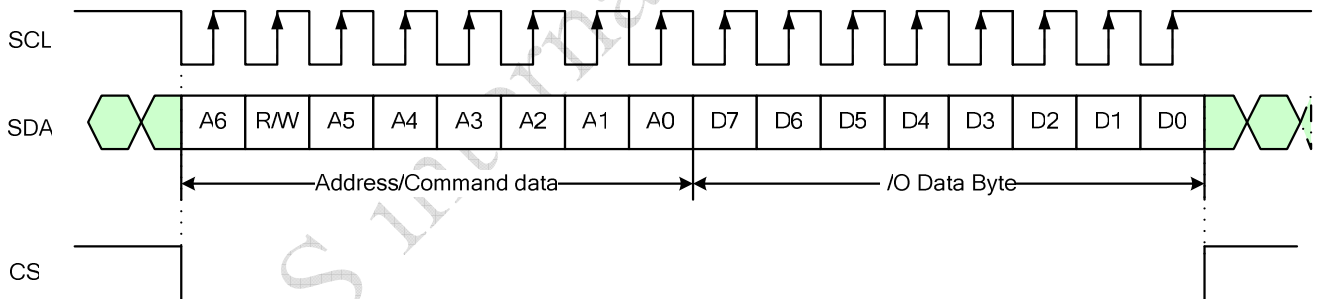 SCL
SDA A6 R/W A5 A4 A3 A2 A1 A0 D7 D6 D5 D4 D3 D2 D1 D0
Address/Command data /O Data Byte
CS
S interna